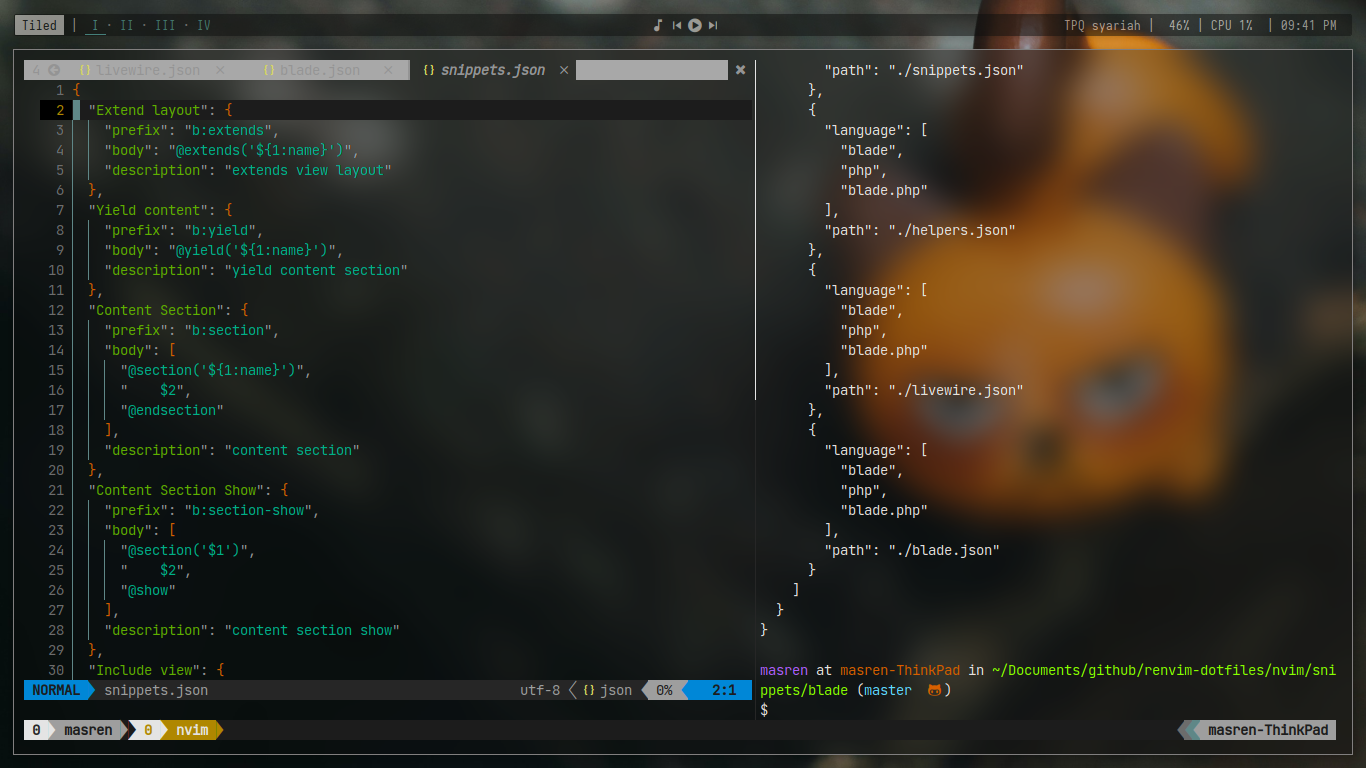 Tiled | I · II · III · IV
TPQ syariah | 46% | CPU 1% | 09:41 PM
4 {} livewire.json × {} blade.json × {} snippets.json × ✖
1 {
2 "Extend layout": {
3 "prefix": "b:extends",
4 "body": "@extends('${1:name}')",
5 "description": "extends view layout"
6 },
7 "Yield content": {
8 "prefix": "b:yield",
9 "body": "@yield('${1:name}')",
10 "description": "yield content section"
11 },
12 "Content Section": {
13 "prefix": "b:section",
14 "body": [
15 "@section('${1:name}')",
16 "    $2",
17 "@endsection"
18 ],
19 "description": "content section"
20 },
21 "Content Section Show": {
22 "prefix": "b:section-show",
23 "body": [
24 "@section('$1')",
25 "    $2",
26 "@show"
27 ],
28 "description": "content section show"
29 },
30 "Include view": {
NORMAL snippets.json utf-8 {} json 0% 2:1
"path": "./snippets.json"
},
{
"language": [
"blade",
"php",
"blade.php"
],
"path": "./helpers.json"
},
{
"language": [
"blade",
"php",
"blade.php"
],
"path": "./livewire.json"
},
{
"language": [
"blade",
"php",
"blade.php"
],
"path": "./blade.json"
}
]
}
}
masren at masren-ThinkPad in ~/Documents/github/renvim-dotfiles/nvim/sni
ppets/blade (master )
$
0 masren 0 nvim masren-ThinkPad